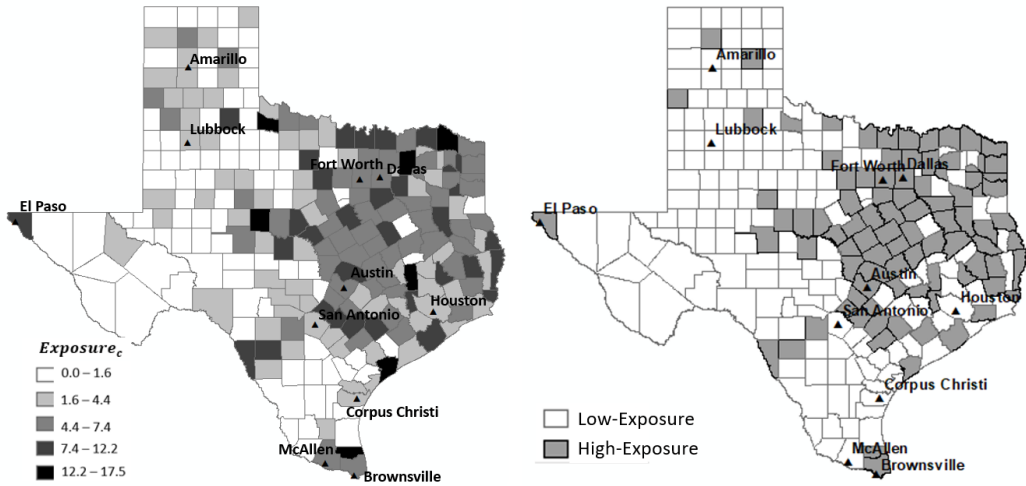 Amarillo
Lubbock
Fort Worth
Dallas
El Paso
Austin
Houston
San Antonio
Exposure_c
0.0 – 1.6
1.6 – 4.4
4.4 – 7.4
7.4 – 12.2
12.2 – 17.5
Corpus Christi
McAllen
Brownsville
Amarillo
Lubbock
Fort Worth
Dallas
El Paso
Austin
Houston
San Antonio
Corpus Christi
Low-Exposure
High-Exposure
McAllen
Brownsville